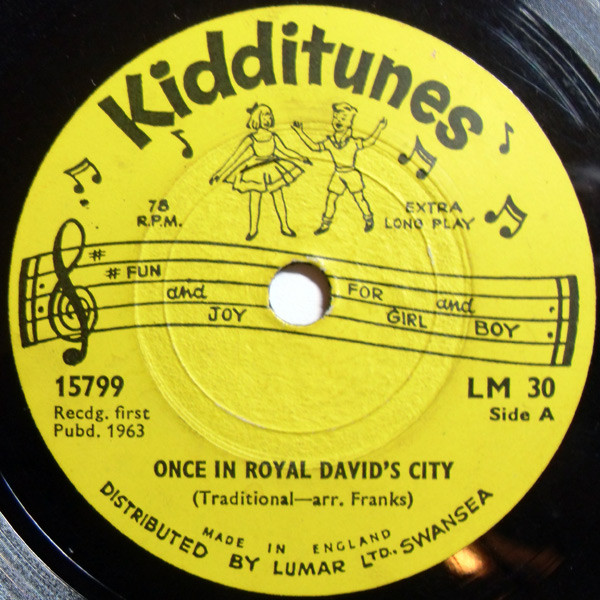 Kidditunes
78 R.P.M.
EXTRA LONG PLAY
# FUN and JOY FOR GIRL and BOY
15799
Recdg. first
Pubd. 1963
LM 30
Side A
ONCE IN ROYAL DAVID'S CITY
(Traditional—arr. Franks)
MADE IN ENGLAND
DISTRIBUTED BY LUMAR LTD., SWANSEA